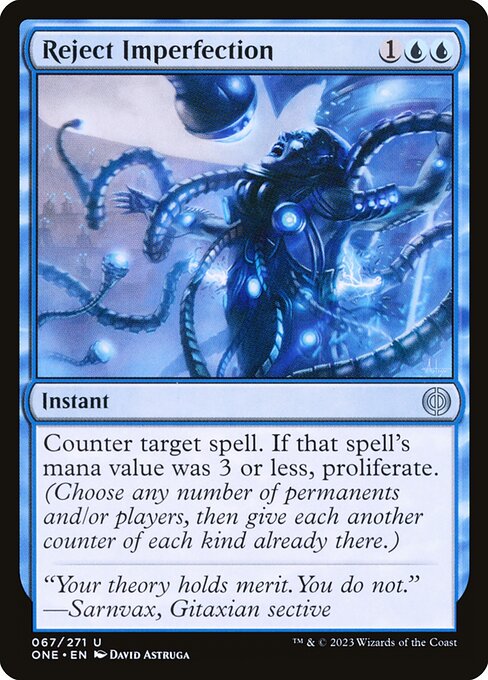 Reject Imperfection 1
Instant
Counter target spell. If that spell's
mana value was 3 or less, proliferate.
(Choose any number of permanents
and/or players, then give each another
counter of each kind already there.)
"Your theory holds merit. You do not."
—Sarnvax, Gitaxian sective
067/271 U
ONE • EN DAVID ASTRUGA
™ & © 2023 Wizards of the Coast